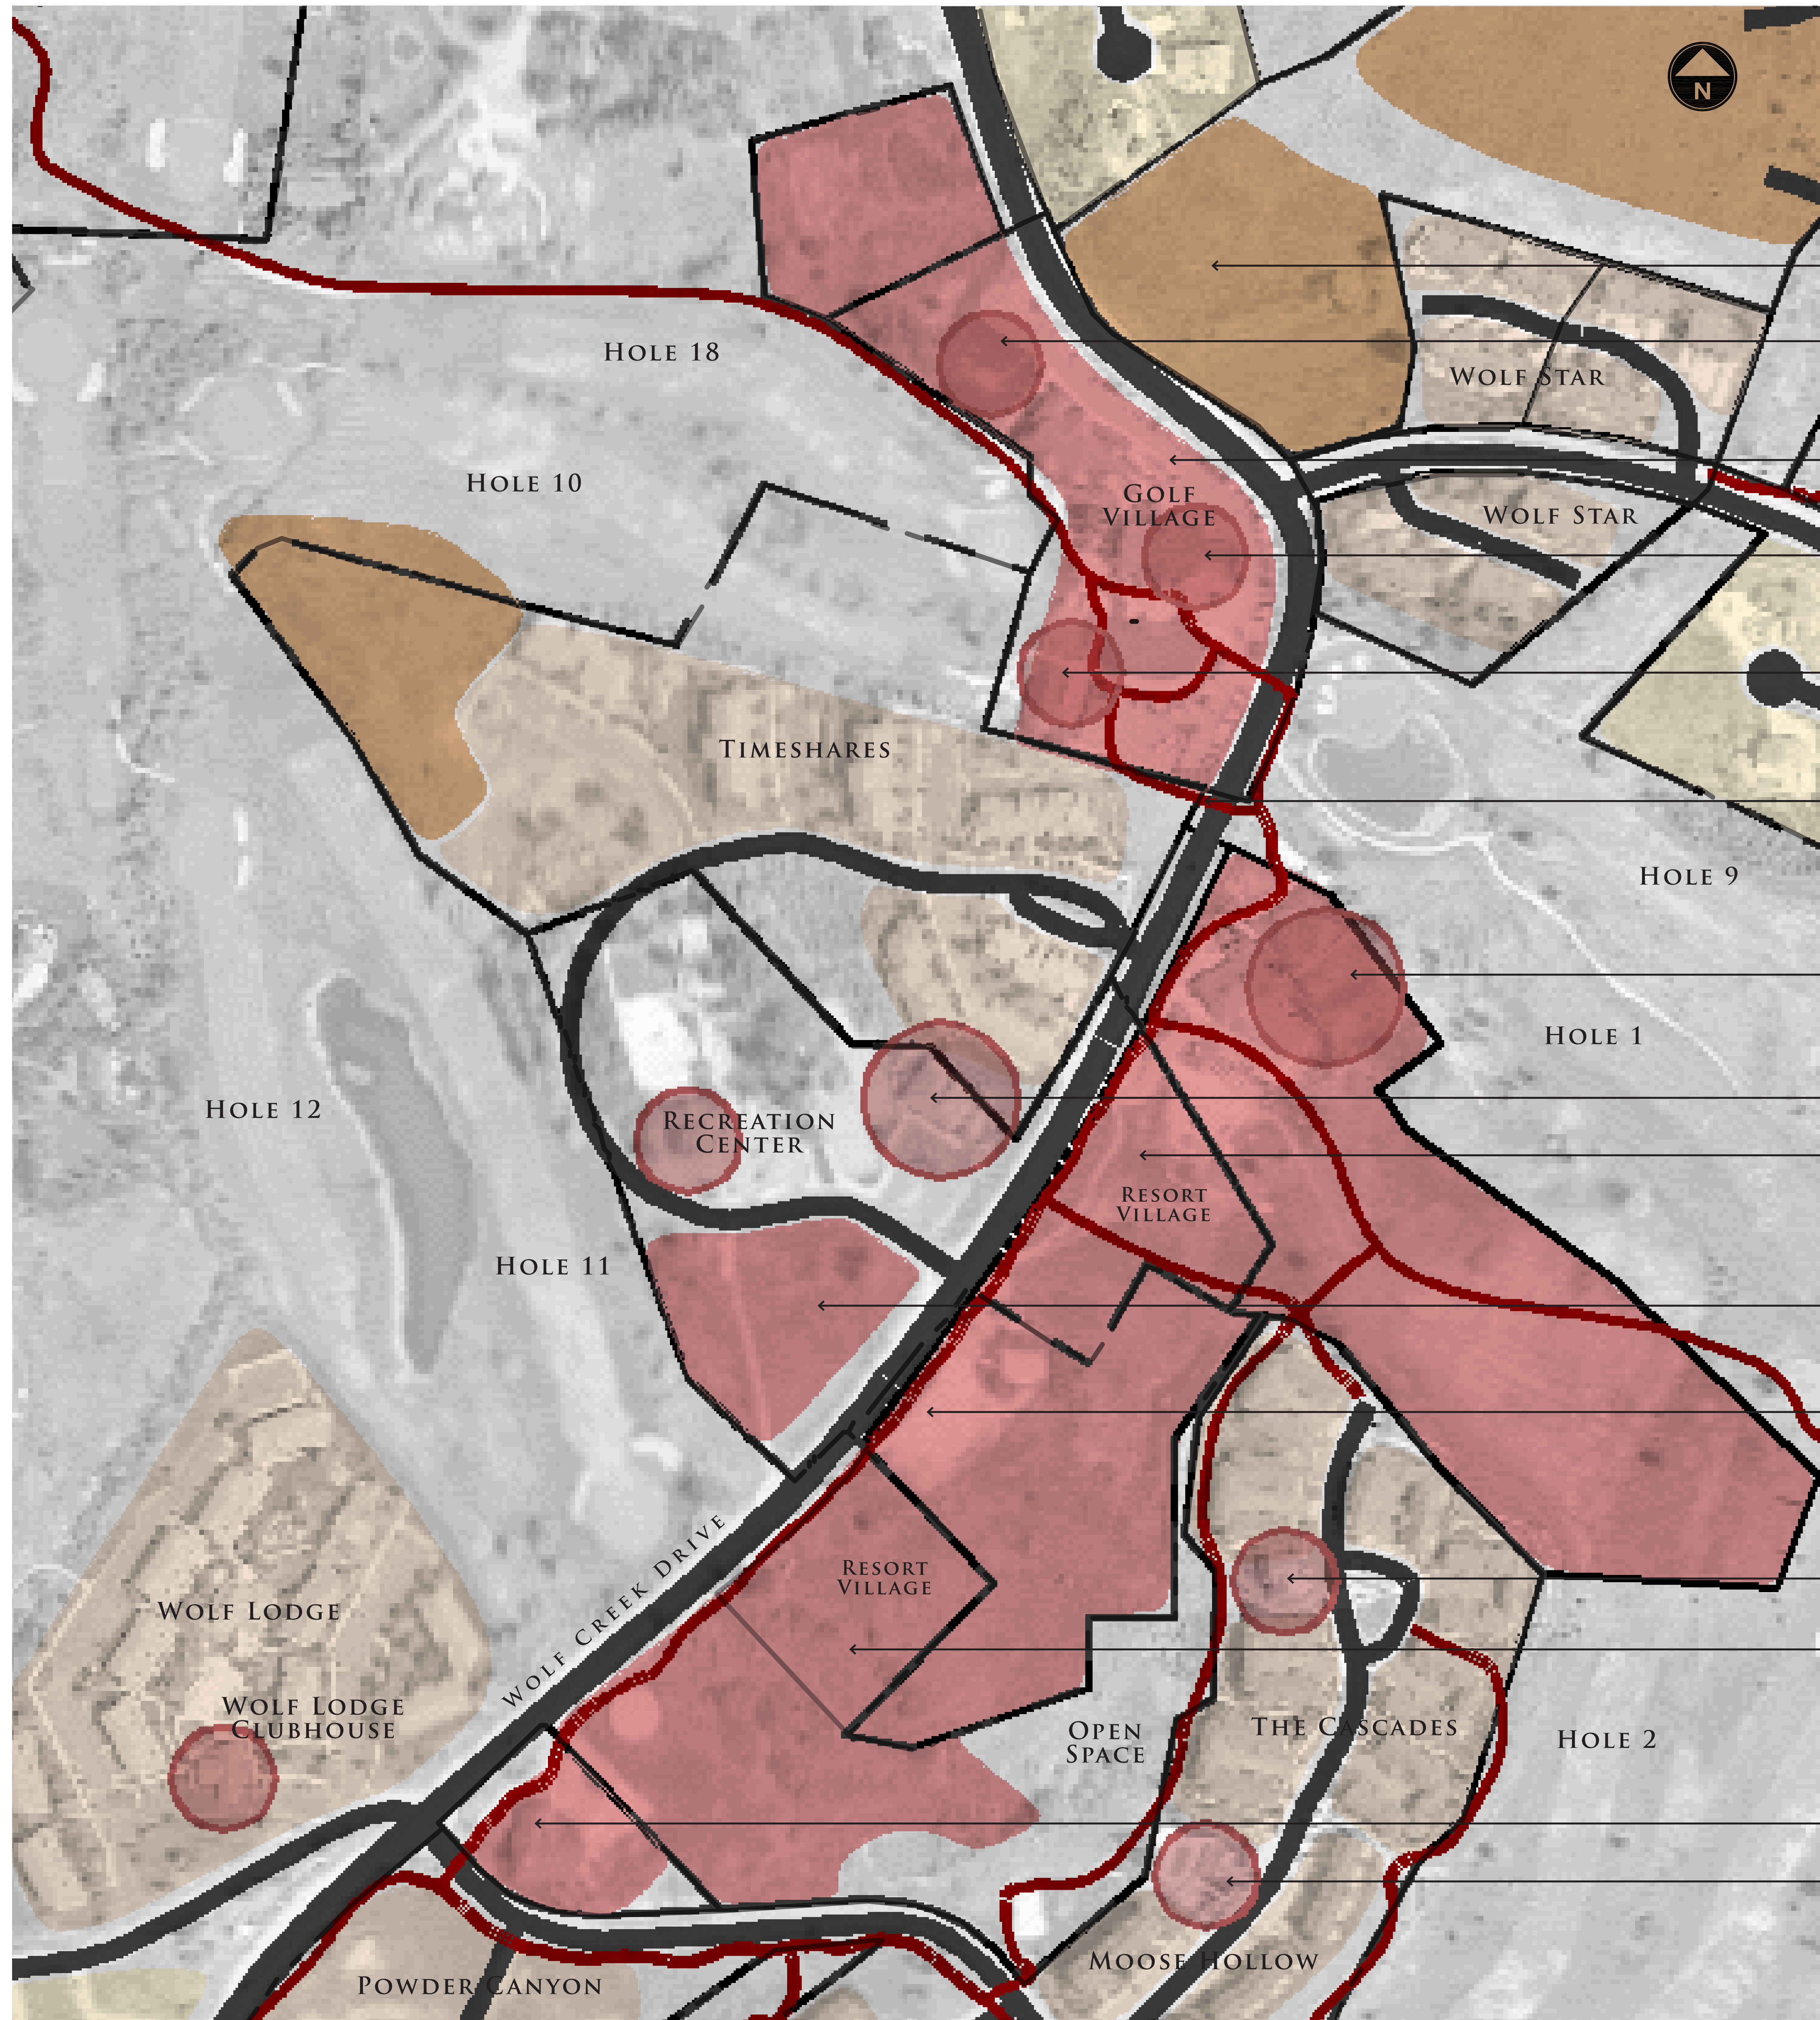 N
Hole 18
Wolf Star
Hole 10
Golf
Village
Wolf Star
Timeshares
Hole 9
Hole 1
Hole 12
Recreation
Center
Resort
Village
Hole 11
Resort
Village
Wolf Creek Drive
Wolf Lodge
Wolf Lodge
Clubhouse
Open
Space
The Cascades
Hole 2
Moose Hollow
Powder Canyon